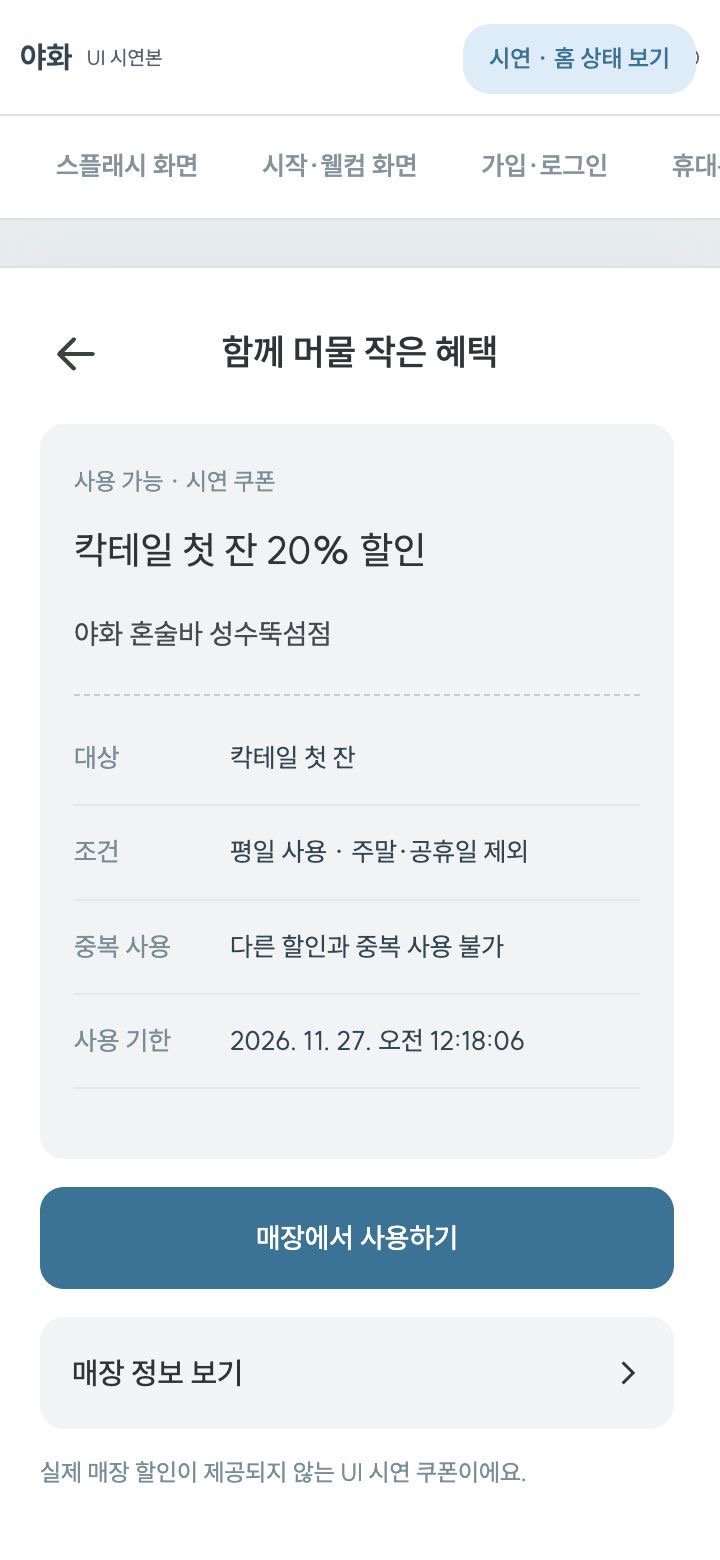 야화 UI 시연본 시연 · 홈 상태 보기
스플래시 화면 시작·웰컴 화면 가입·로그인 휴대
함께 머물 작은 혜택
사용 가능 · 시연 쿠폰
칵테일 첫 잔 20% 할인
야화 혼술바 성수뚝섬점
대상 칵테일 첫 잔
조건 평일 사용 · 주말·공휴일 제외
중복 사용 다른 할인과 중복 사용 불가
사용 기한 2026. 11. 27. 오전 12:18:06
매장에서 사용하기
매장 정보 보기
실제 매장 할인이 제공되지 않는 UI 시연 쿠폰이에요.